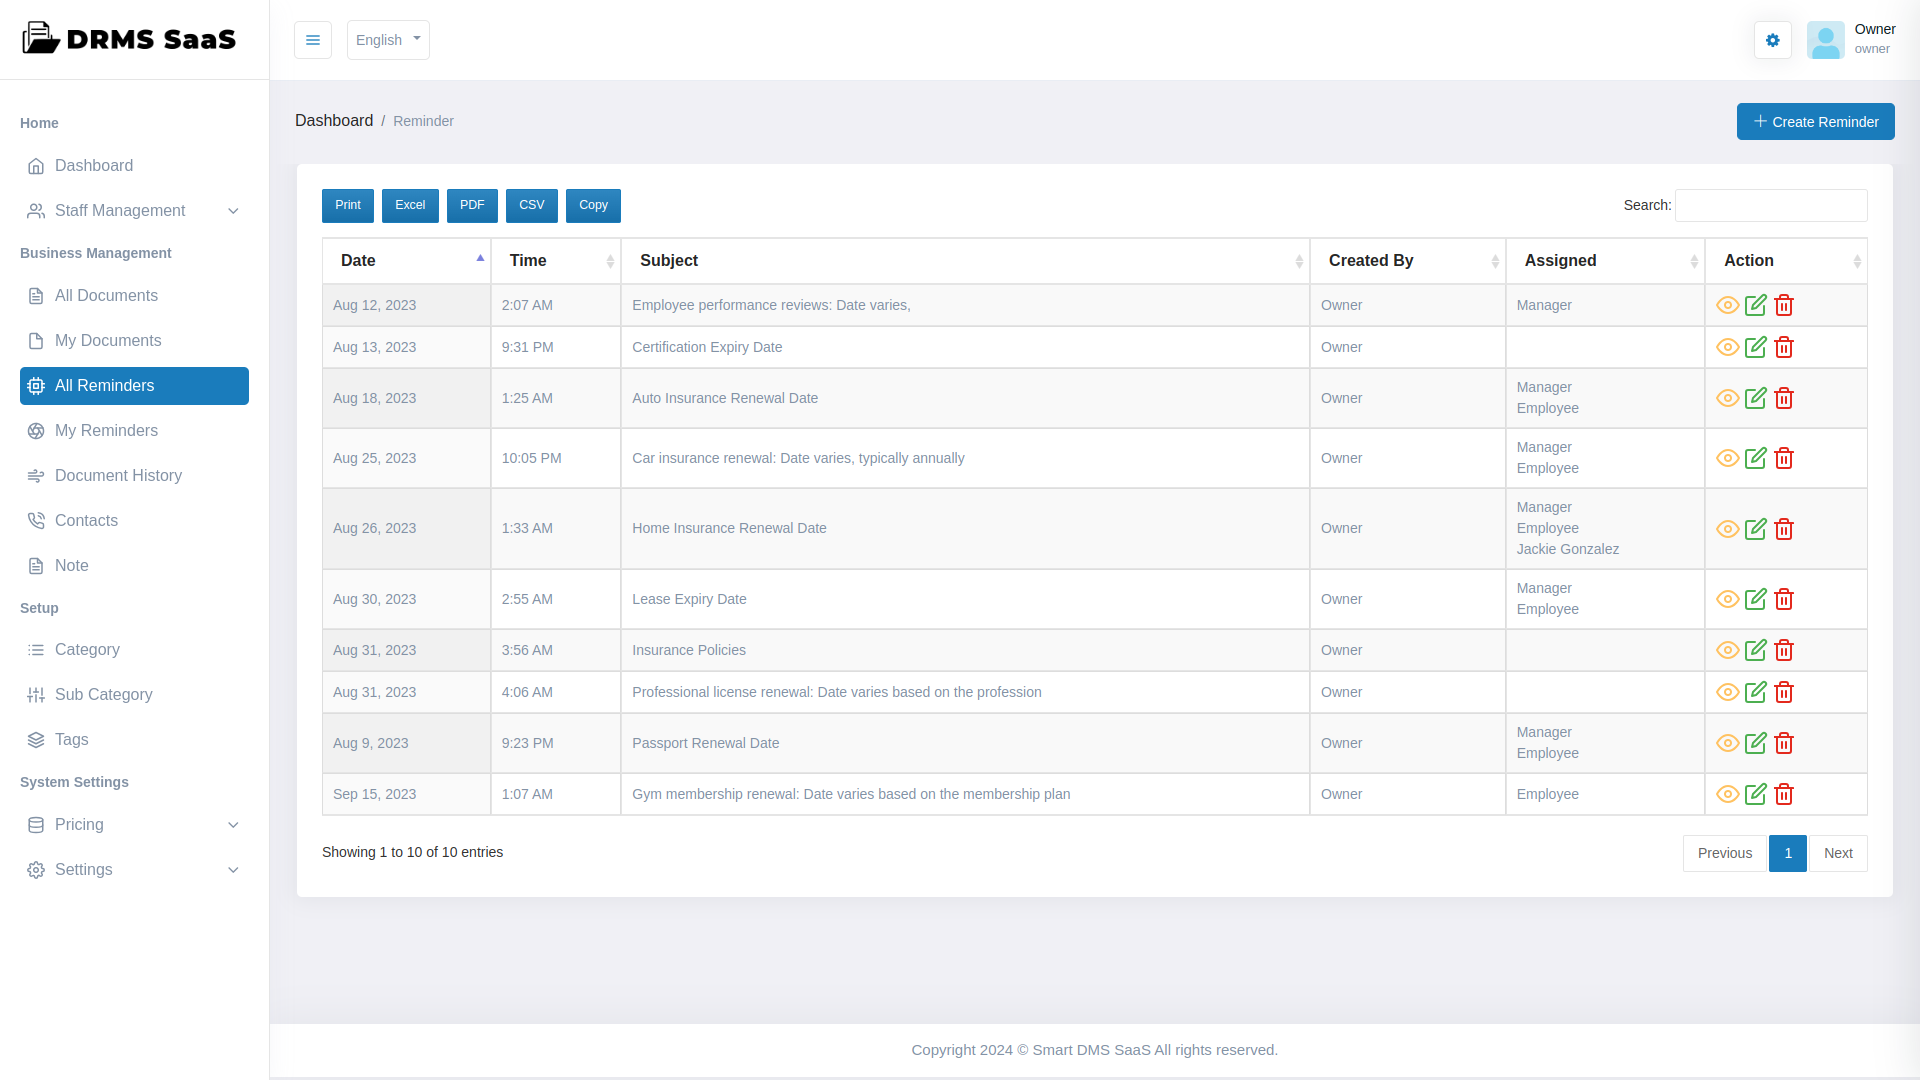 DRMS SaaS
English
Owner
owner
Home
Dashboard
Staff Management
Business Management
All Documents
My Documents
All Reminders
My Reminders
Document History
Contacts
Note
Setup
Category
Sub Category
Tags
System Settings
Pricing
Settings
Dashboard / Reminder
Create Reminder
Print Excel PDF CSV Copy
Search:
Date Time Subject Created By Assigned Action
Aug 12, 2023 2:07 AM Employee performance reviews: Date varies, Owner Manager
Aug 13, 2023 9:31 PM Certification Expiry Date Owner
Aug 18, 2023 1:25 AM Auto Insurance Renewal Date Owner Manager
Employee
Aug 25, 2023 10:05 PM Car insurance renewal: Date varies, typically annually Owner Manager
Employee
Aug 26, 2023 1:33 AM Home Insurance Renewal Date Owner Manager
Employee
Jackie Gonzalez
Aug 30, 2023 2:55 AM Lease Expiry Date Owner Manager
Employee
Aug 31, 2023 3:56 AM Insurance Policies Owner
Aug 31, 2023 4:06 AM Professional license renewal: Date varies based on the profession Owner
Aug 9, 2023 9:23 PM Passport Renewal Date Owner Manager
Employee
Sep 15, 2023 1:07 AM Gym membership renewal: Date varies based on the membership plan Owner Employee
Showing 1 to 10 of 10 entries
Previous 1 Next
Copyright 2024 © Smart DMS SaaS All rights reserved.